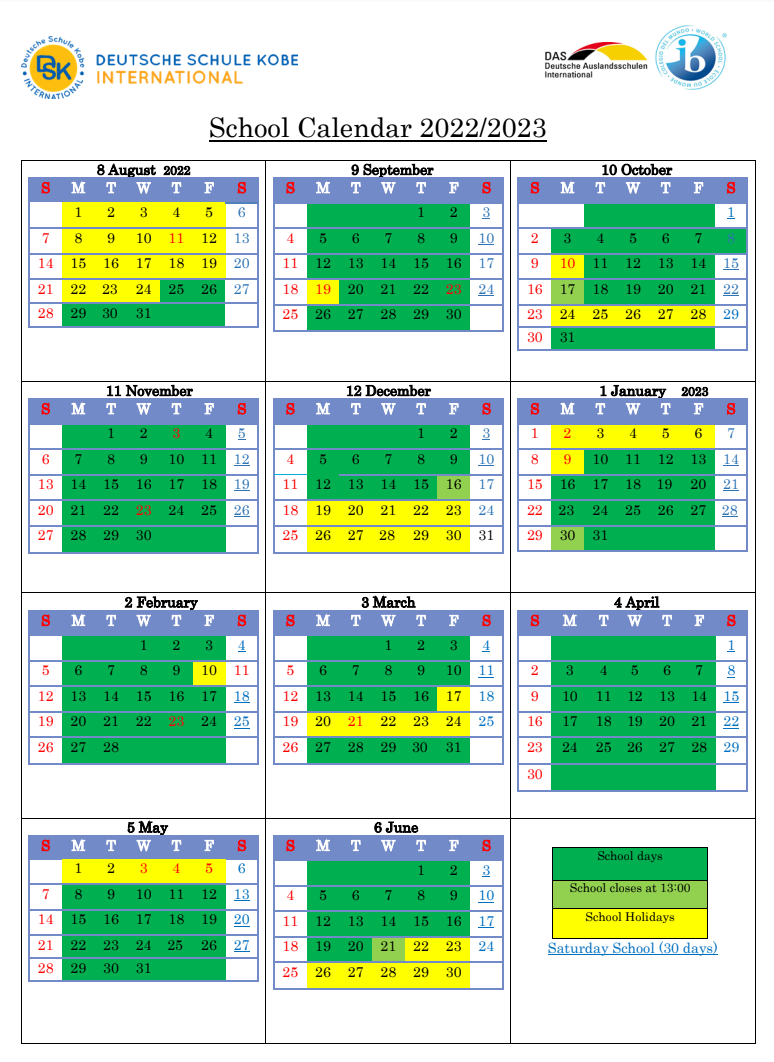 Deutsche Schule Kobe
DSK
INTERNATIONAL
DEUTSCHE SCHULE KOBE
INTERNATIONAL
DAS
Deutsche Auslandsschulen
International
ib
WORLD SCHOOL · ÉCOLE DU MONDE · COLEGIO DEL MUNDO ·
®
School Calendar 2022/2023
8 August 2022
S M T W T F S
1 2 3 4 5 6
7 8 9 10 11 12 13
14 15 16 17 18 19 20
21 22 23 24 25 26 27
28 29 30 31
9 September
S M T W T F S
1 2 3
4 5 6 7 8 9 10
11 12 13 14 15 16 17
18 19 20 21 22 23 24
25 26 27 28 29 30
10 October
S M T W T F S
1
2 3 4 5 6 7 8
9 10 11 12 13 14 15
16 17 18 19 20 21 22
23 24 25 26 27 28 29
30 31
11 November
S M T W T F S
1 2 3 4 5
6 7 8 9 10 11 12
13 14 15 16 17 18 19
20 21 22 23 24 25 26
27 28 29 30
12 December
S M T W T F S
1 2 3
4 5 6 7 8 9 10
11 12 13 14 15 16 17
18 19 20 21 22 23 24
25 26 27 28 29 30 31
1 January 2023
S M T W T F S
1 2 3 4 5 6 7
8 9 10 11 12 13 14
15 16 17 18 19 20 21
22 23 24 25 26 27 28
29 30 31
2 February
S M T W T F S
1 2 3 4
5 6 7 8 9 10 11
12 13 14 15 16 17 18
19 20 21 22 23 24 25
26 27 28
3 March
S M T W T F S
1 2 3 4
5 6 7 8 9 10 11
12 13 14 15 16 17 18
19 20 21 22 23 24 25
26 27 28 29 30 31
4 April
S M T W T F S
1
2 3 4 5 6 7 8
9 10 11 12 13 14 15
16 17 18 19 20 21 22
23 24 25 26 27 28 29
30
5 May
S M T W T F S
1 2 3 4 5 6
7 8 9 10 11 12 13
14 15 16 17 18 19 20
21 22 23 24 25 26 27
28 29 30 31
6 June
S M T W T F S
1 2 3
4 5 6 7 8 9 10
11 12 13 14 15 16 17
18 19 20 21 22 23 24
25 26 27 28 29 30
School days
School closes at 13:00
School Holidays
Saturday School (30 days)